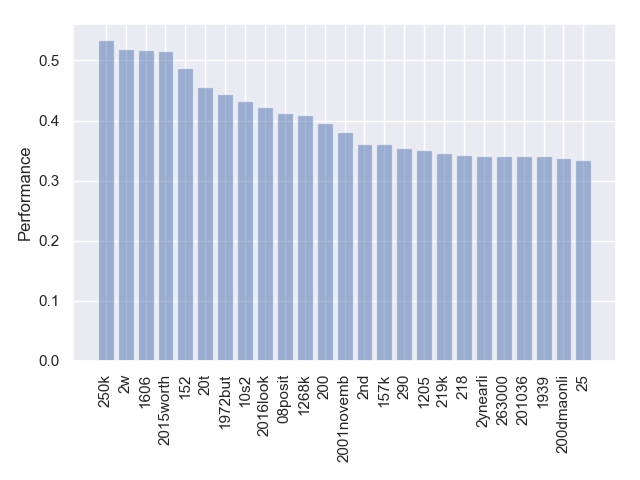 0.5
0.4
0.3
0.2
0.1
0.0
Performance
250k
2w
1606
2015worth
152
20t
1972but
10s2
2016look
08posit
1268k
200
2001novemb
2nd
157k
290
1205
219k
218
2ynearli
263000
201036
1939
200dmaonli
25